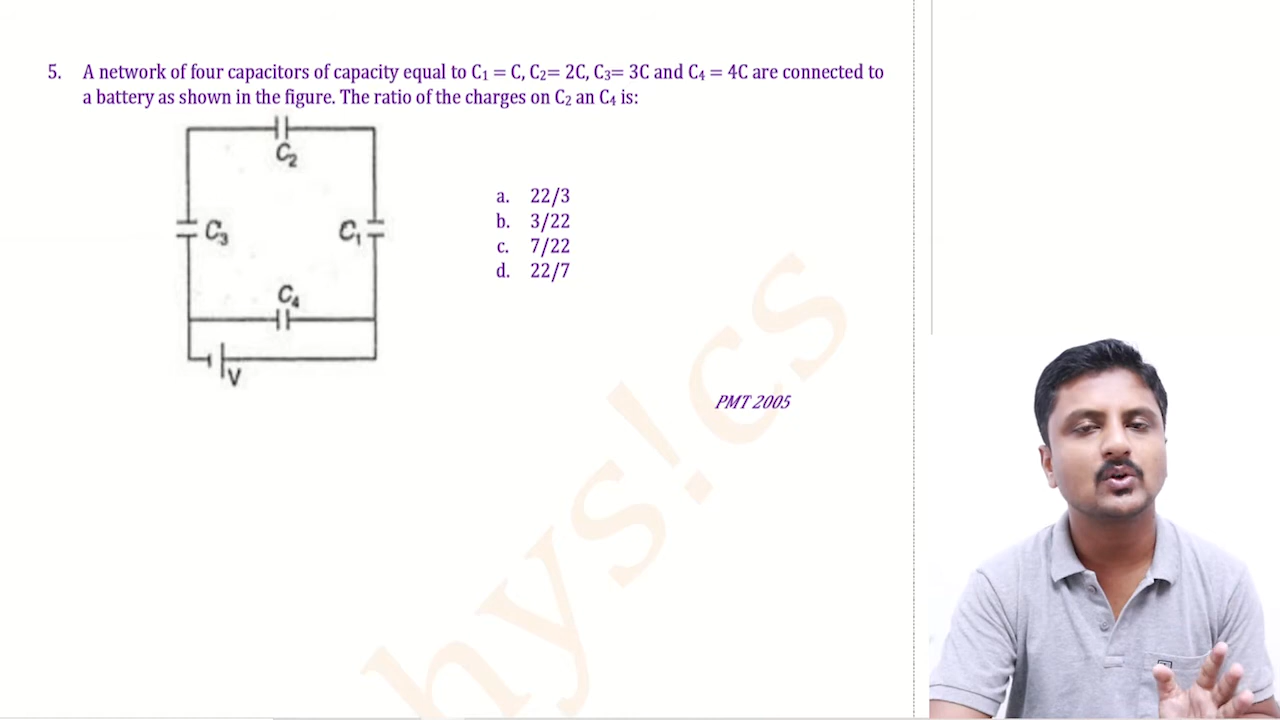 5. A network of four capacitors of capacity equal to C₁ = C, C₂= 2C, C₃= 3C and C₄ = 4C are connected to
a battery as shown in the figure. The ratio of the charges on C₂ an C₄ is:
C₂
C₃
C₁
C₄
V
a. 22/3
b. 3/22
c. 7/22
d. 22/7
PMT 2005
hys!cs